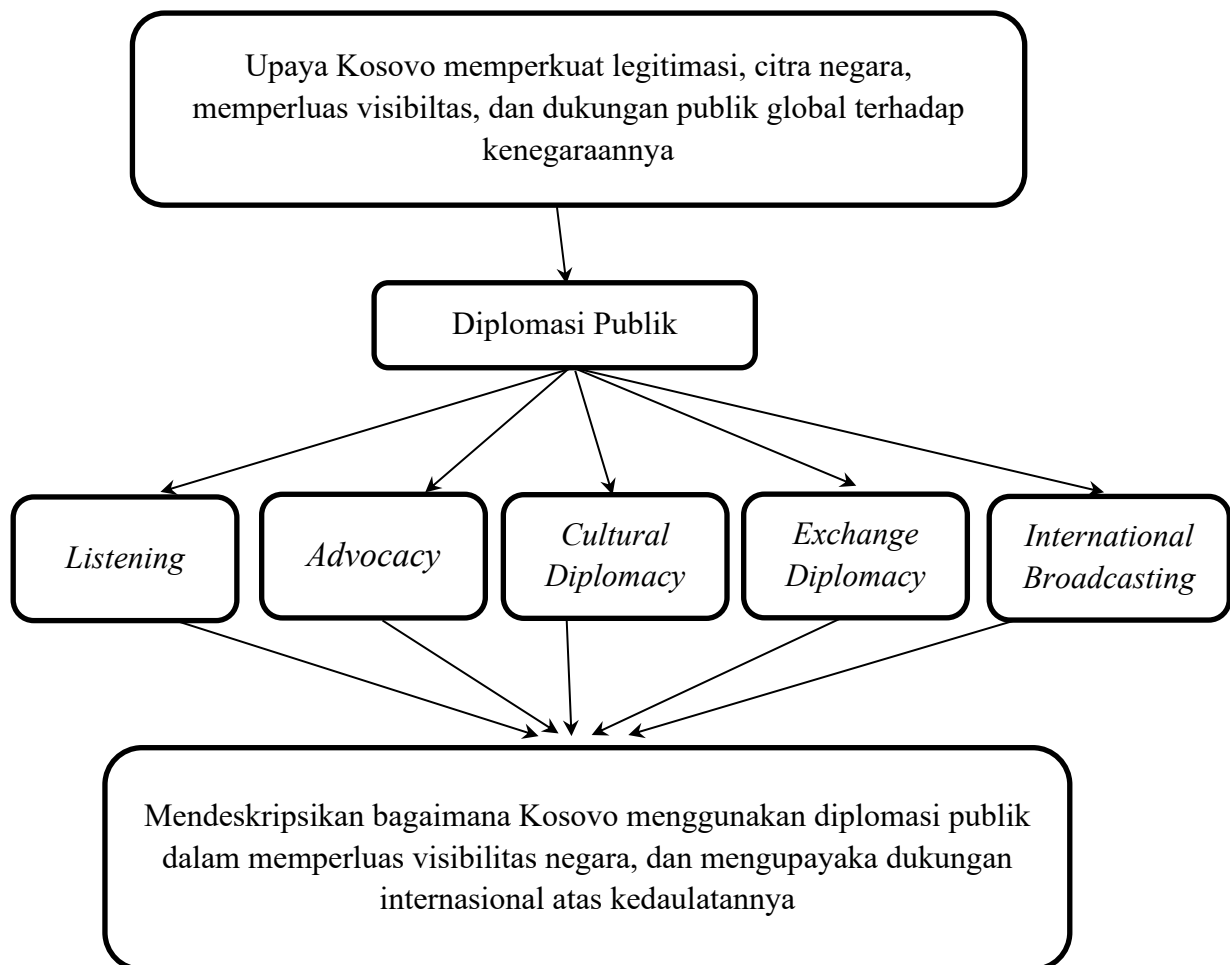 Upaya Kosovo memperkuat legitimasi, citra negara,
memperluas visibiltas, dan dukungan publik global terhadap
kenegaraannya
Diplomasi Publik
Listening
Advocacy
Cultural
Diplomacy
Exchange
Diplomacy
International
Broadcasting
Mendeskripsikan bagaimana Kosovo menggunakan diplomasi publik
dalam memperluas visibilitas negara, dan mengupayaka dukungan
internasional atas kedaulatannya